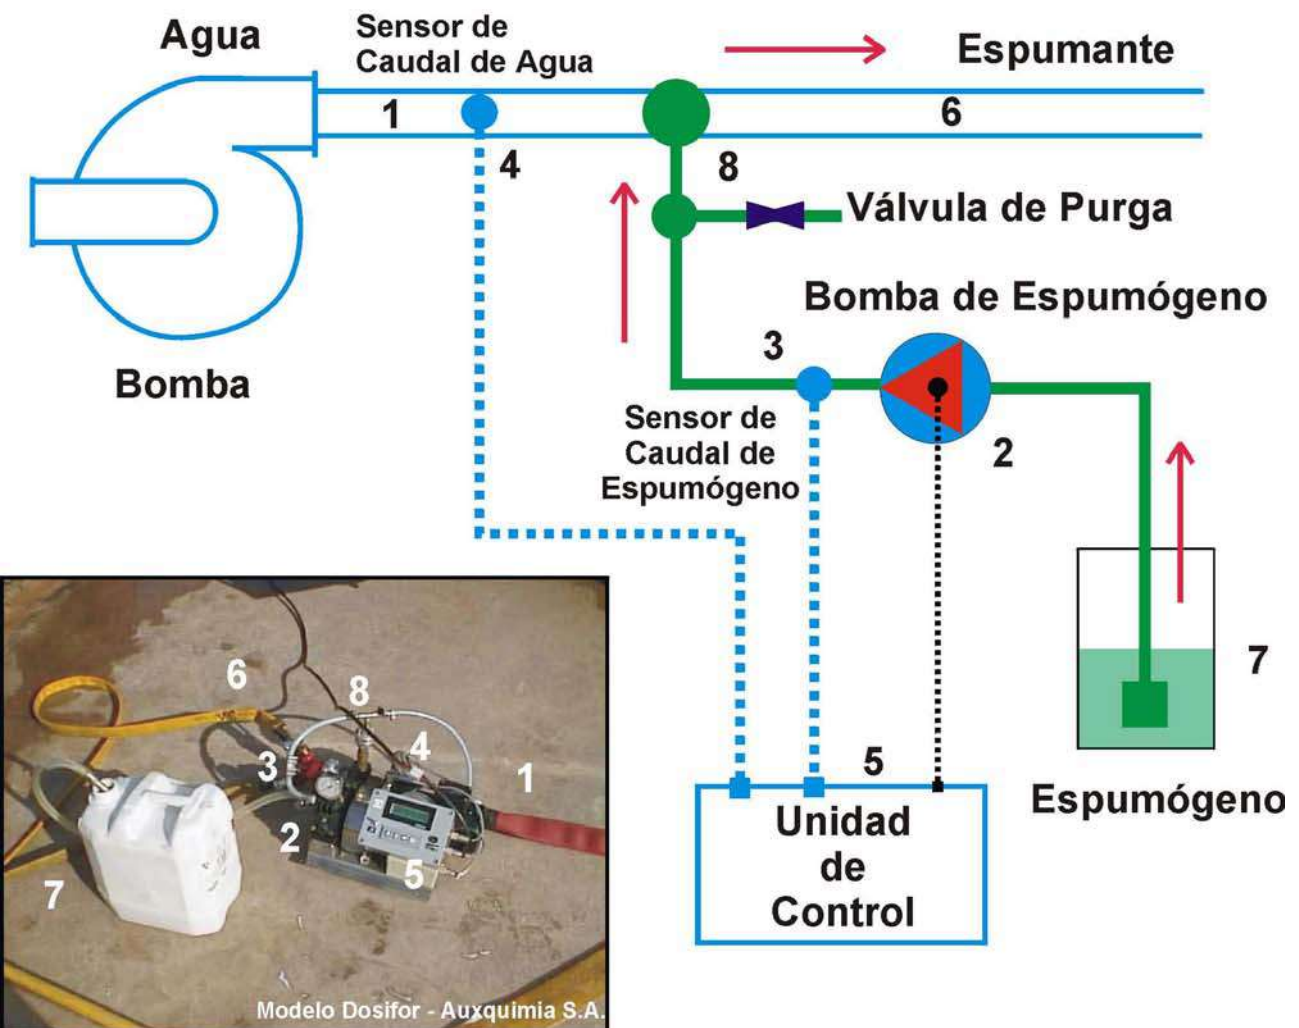 Agua
Sensor de
Caudal de Agua
Espumante
1
6
4
8
Válvula de Purga
Bomba de Espumógeno
3
Bomba
Sensor de
Caudal de
Espumógeno
2
7
5
Espumógeno
Unidad
de
Control
6
8
4
3
1
2
5
7
Modelo Dosifor - Auxquimia S.A.